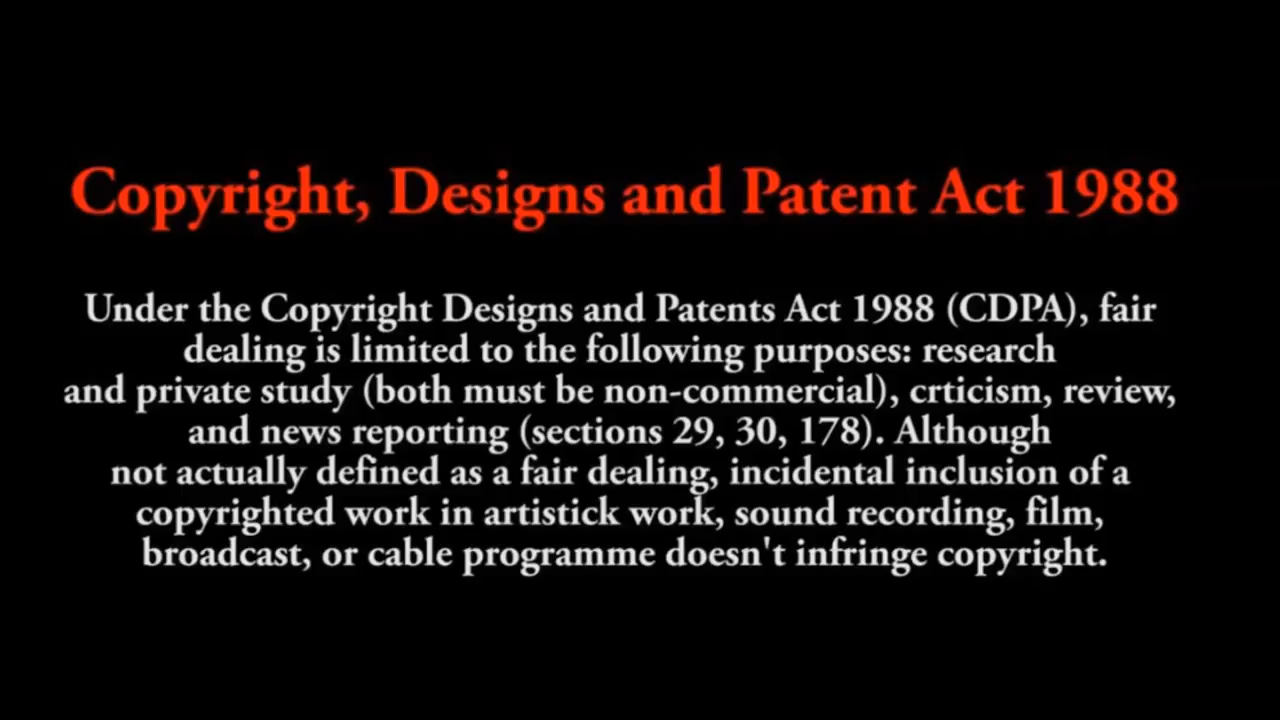 Copyright, Designs and Patent Act 1988
Under the Copyright Designs and Patents Act 1988 (CDPA), fair
dealing is limited to the following purposes: research
and private study (both must be non-commercial), crticism, review,
and news reporting (sections 29, 30, 178). Although
not actually defined as a fair dealing, incidental inclusion of a
copyrighted work in artistick work, sound recording, film,
broadcast, or cable programme doesn't infringe copyright.